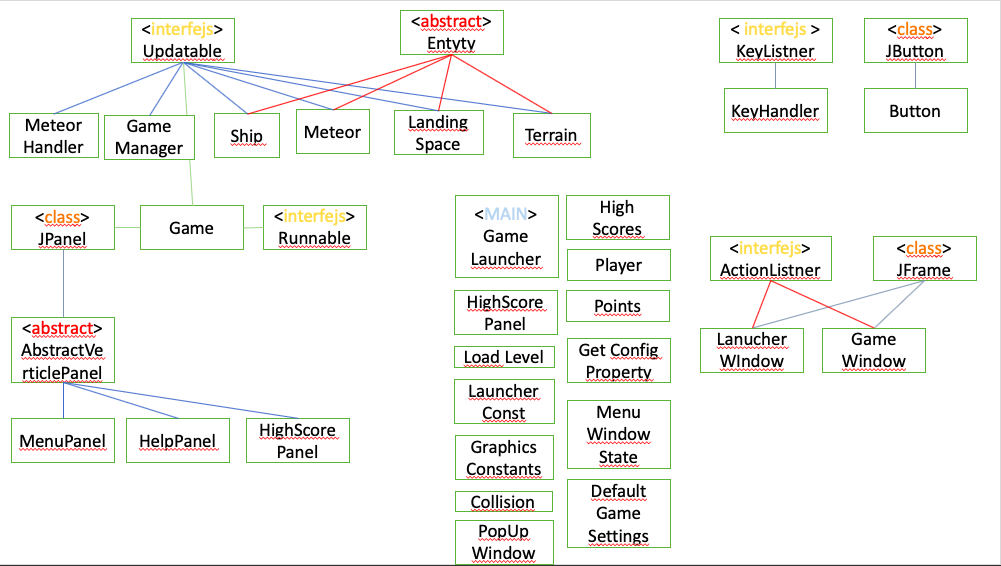 <interfejs>
Updatable
<abstract>
Entyty
< interfejs >
KeyListner
<class>
JButton
Meteor
Handler
Game
Manager
Ship
Meteor
Landing
Space
Terrain
KeyHandler
Button
<class>
JPanel
Game
<interfejs>
Runnable
<MAIN>
Game
Launcher
High
Scores
Player
Points
HighScore
Panel
Load Level
Get Config
Property
Launcher
Const
Graphics
Constants
Menu
Window
State
Collision
Default
Game
Settings
PopUp
Window
<interfejs>
ActionListner
<class>
JFrame
Lanucher
WIndow
Game
Window
<abstract>
AbstractVe
rticlePanel
MenuPanel
HelpPanel
HighScore
Panel